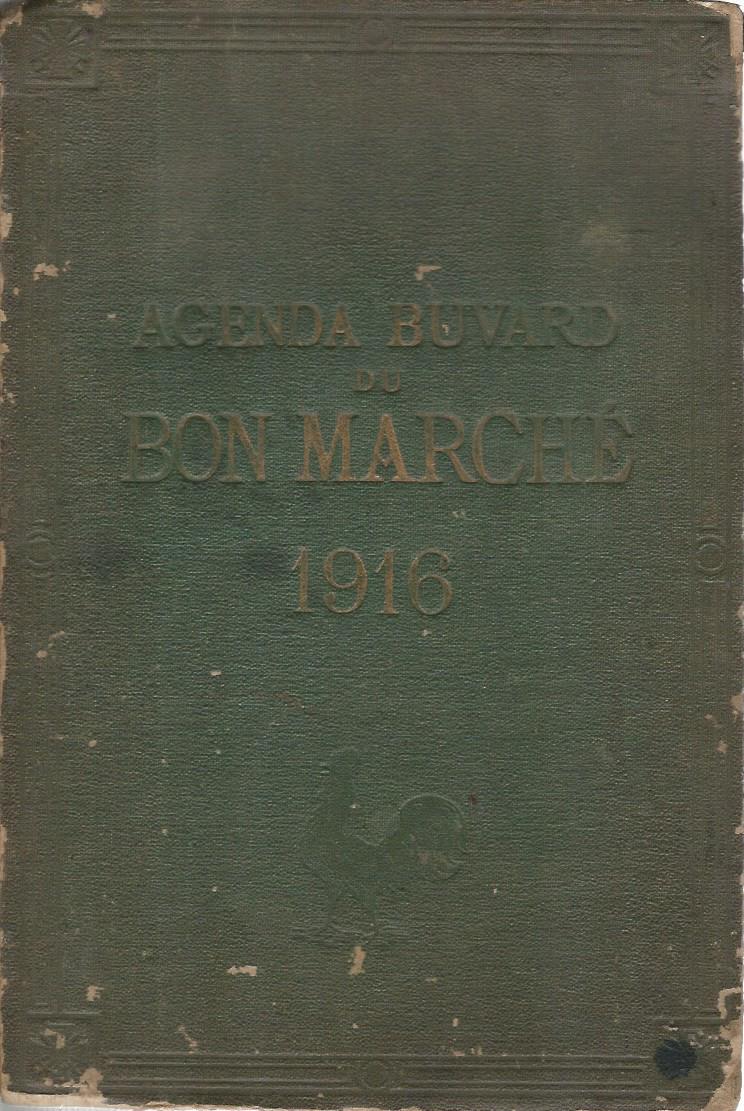 AGENDA BUVARD
DU
BON MARCHÉ
1916